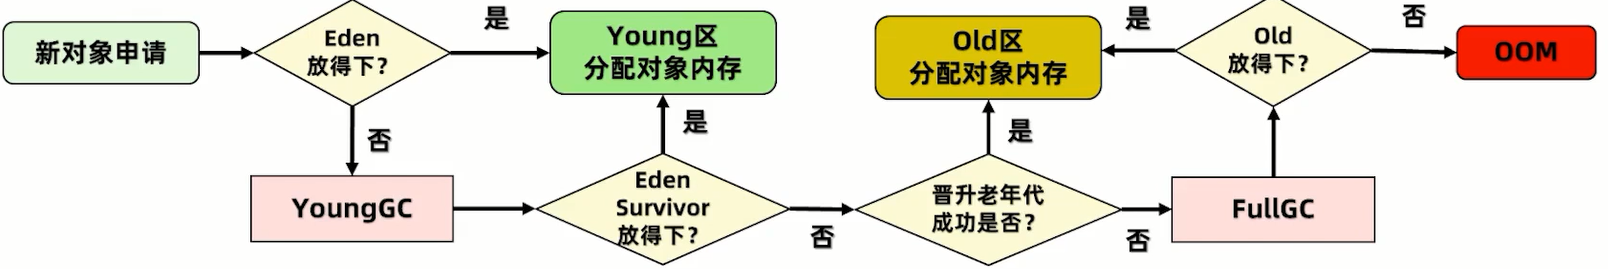 新对象申请
Eden
放得下？
是
Young区
分配对象内存
Old区
分配对象内存
是
Old
放得下？
否
OOM
否
是
是
YoungGC
Eden
Survivor
放得下？
否
晋升老年代
成功是否？
否
FullGC